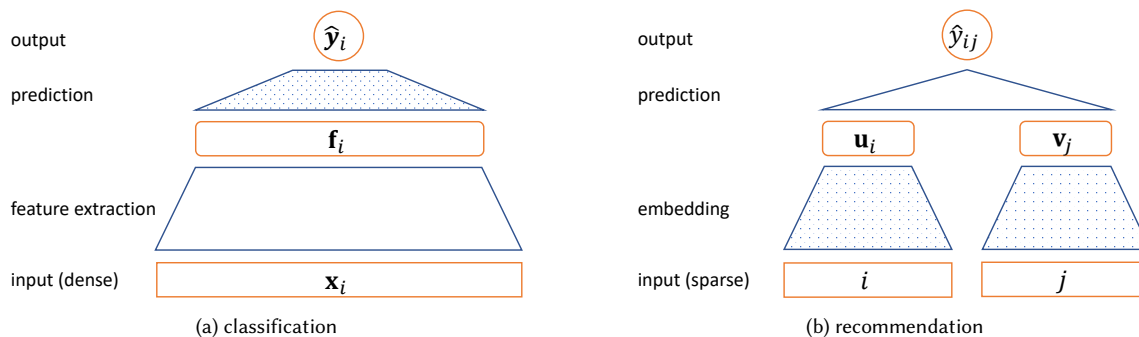 output
ŷ_i
prediction
f_i
feature extraction
input (dense)
x_i
(a) classification
output
ŷ_ij
prediction
u_i v_j
embedding
input (sparse)
i j
(b) recommendation